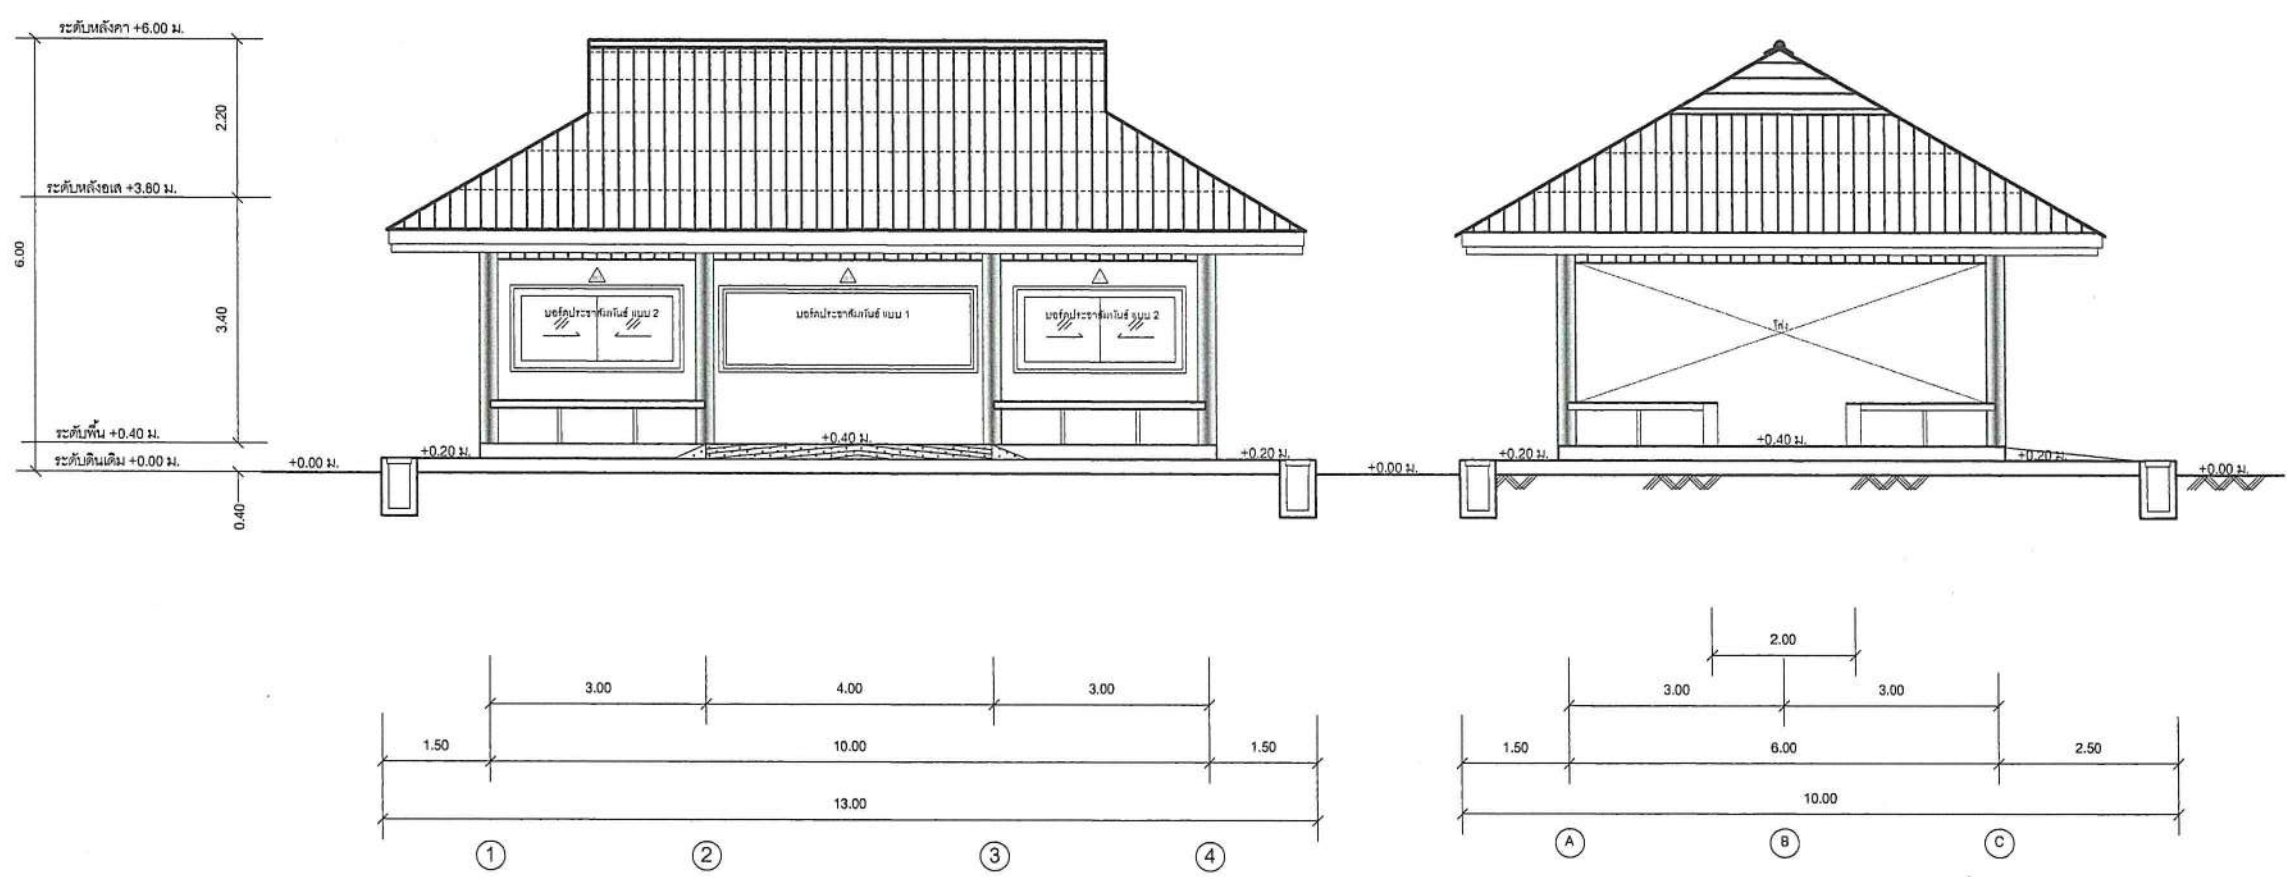 ระดับหลังคา +6.00 ม.
2.20
ระดับหลังอเส +3.80 ม.
6.00
3.40
ระดับพื้น +0.40 ม.
ระดับดินเดิม +0.00 ม.
0.40
+0.00 ม.
+0.20 ม.
บอร์ดประชาสัมพันธ์ แบบ 2
บอร์ดประชาสัมพันธ์ แบบ 1
บอร์ดประชาสัมพันธ์ แบบ 2
+0.40 ม.
+0.20 ม.
+0.00 ม.
โล่ง
+0.20 ม.
+0.40 ม.
+0.20 ม.
+0.00 ม.
3.00 4.00 3.00
1.50 10.00 1.50
13.00
1 2 3 4
2.00
3.00 3.00
1.50 6.00 2.50
10.00
A B C